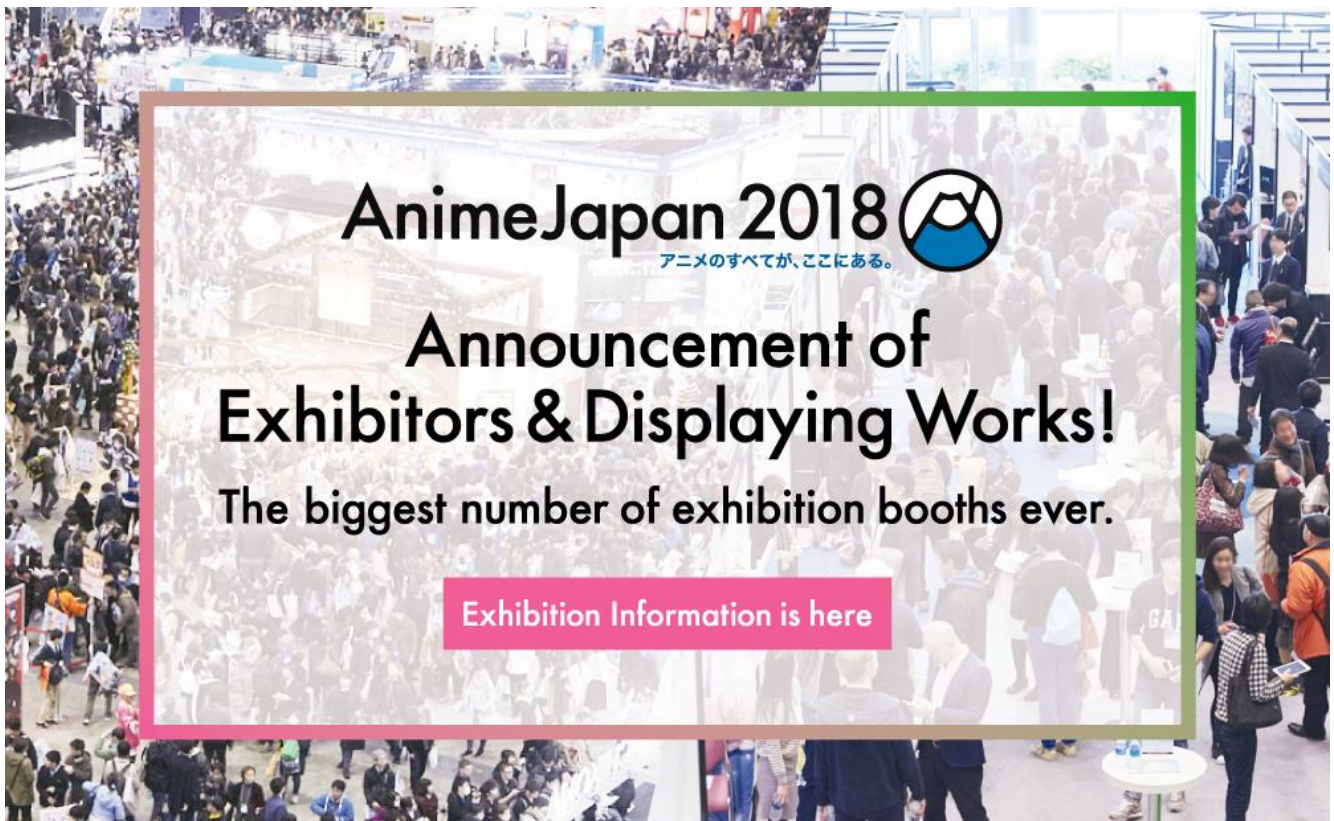 AnimeJapan 2018
アニメのすべてが、ここにある。
Announcement of
Exhibitors & Displaying Works!
The biggest number of exhibition booths ever.
Exhibition Information is here
GAP